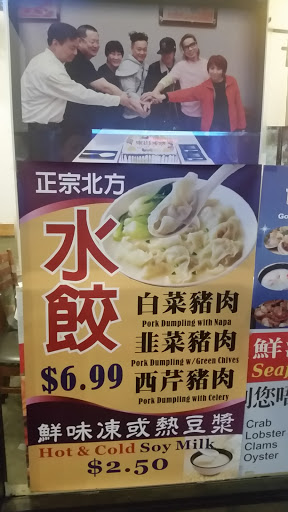 正宗北方
水餃
$6.99
白菜豬肉
Pork Dumpling with Napa
韭菜豬肉
Pork Dumpling w/Green Chives
西芹豬肉
Pork Dumpling with Celery
鮮味凍或熱豆漿
Hot & Cold Soy Milk
$2.50
鮮
Crab
Lobster
Clams
Oyster